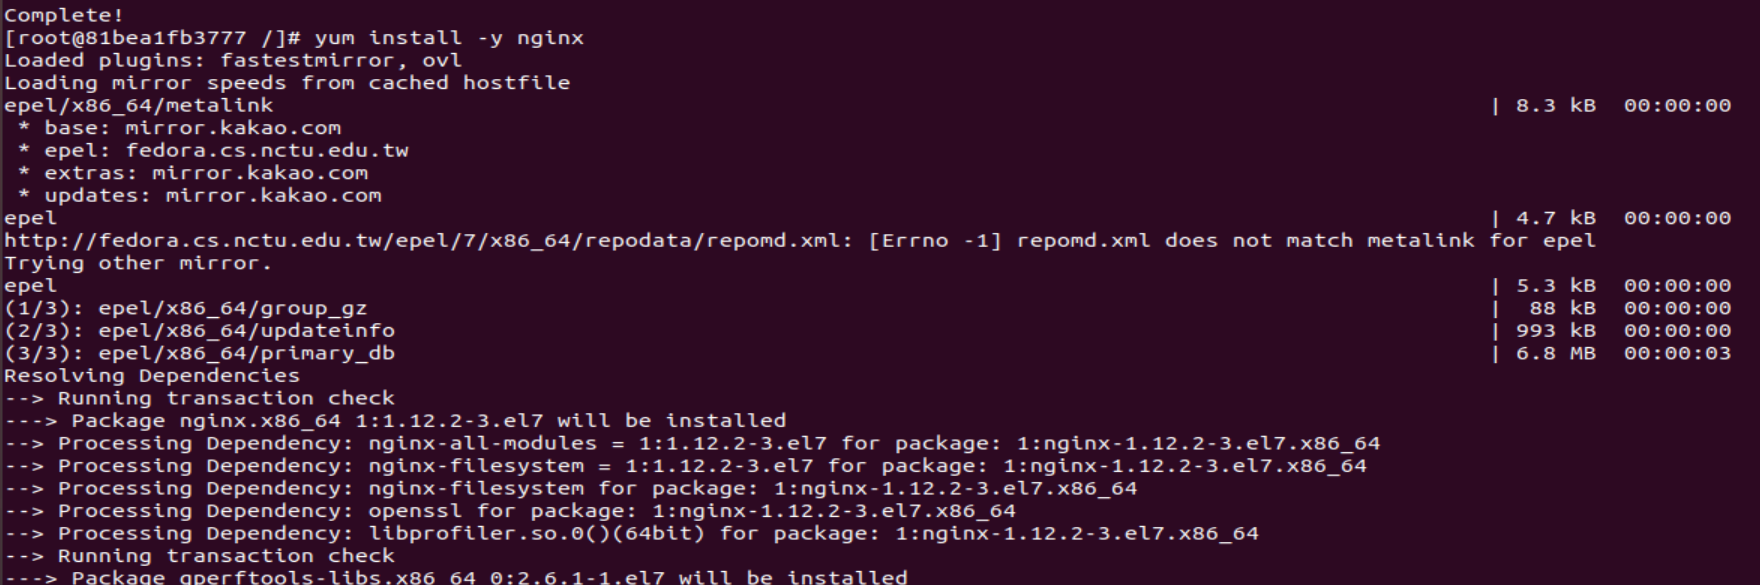 Complete!
[root@81bea1fb3777 /]# yum install -y nginx
Loaded plugins: fastestmirror, ovl
Loading mirror speeds from cached hostfile
epel/x86_64/metalink | 8.3 kB 00:00:00
* base: mirror.kakao.com
* epel: fedora.cs.nctu.edu.tw
* extras: mirror.kakao.com
* updates: mirror.kakao.com
epel | 4.7 kB 00:00:00
http://fedora.cs.nctu.edu.tw/epel/7/x86_64/repodata/repomd.xml: [Errno -1] repomd.xml does not match metalink for epel
Trying other mirror.
epel | 5.3 kB 00:00:00
(1/3): epel/x86_64/group_gz | 88 kB 00:00:00
(2/3): epel/x86_64/updateinfo | 993 kB 00:00:00
(3/3): epel/x86_64/primary_db | 6.8 MB 00:00:03
Resolving Dependencies
--> Running transaction check
---> Package nginx.x86_64 1:1.12.2-3.el7 will be installed
--> Processing Dependency: nginx-all-modules = 1:1.12.2-3.el7 for package: 1:nginx-1.12.2-3.el7.x86_64
--> Processing Dependency: nginx-filesystem = 1:1.12.2-3.el7 for package: 1:nginx-1.12.2-3.el7.x86_64
--> Processing Dependency: nginx-filesystem for package: 1:nginx-1.12.2-3.el7.x86_64
--> Processing Dependency: openssl for package: 1:nginx-1.12.2-3.el7.x86_64
--> Processing Dependency: libprofiler.so.0()(64bit) for package: 1:nginx-1.12.2-3.el7.x86_64
--> Running transaction check
---> Package gperftools-libs.x86_64 0:2.6.1-1.el7 will be installed